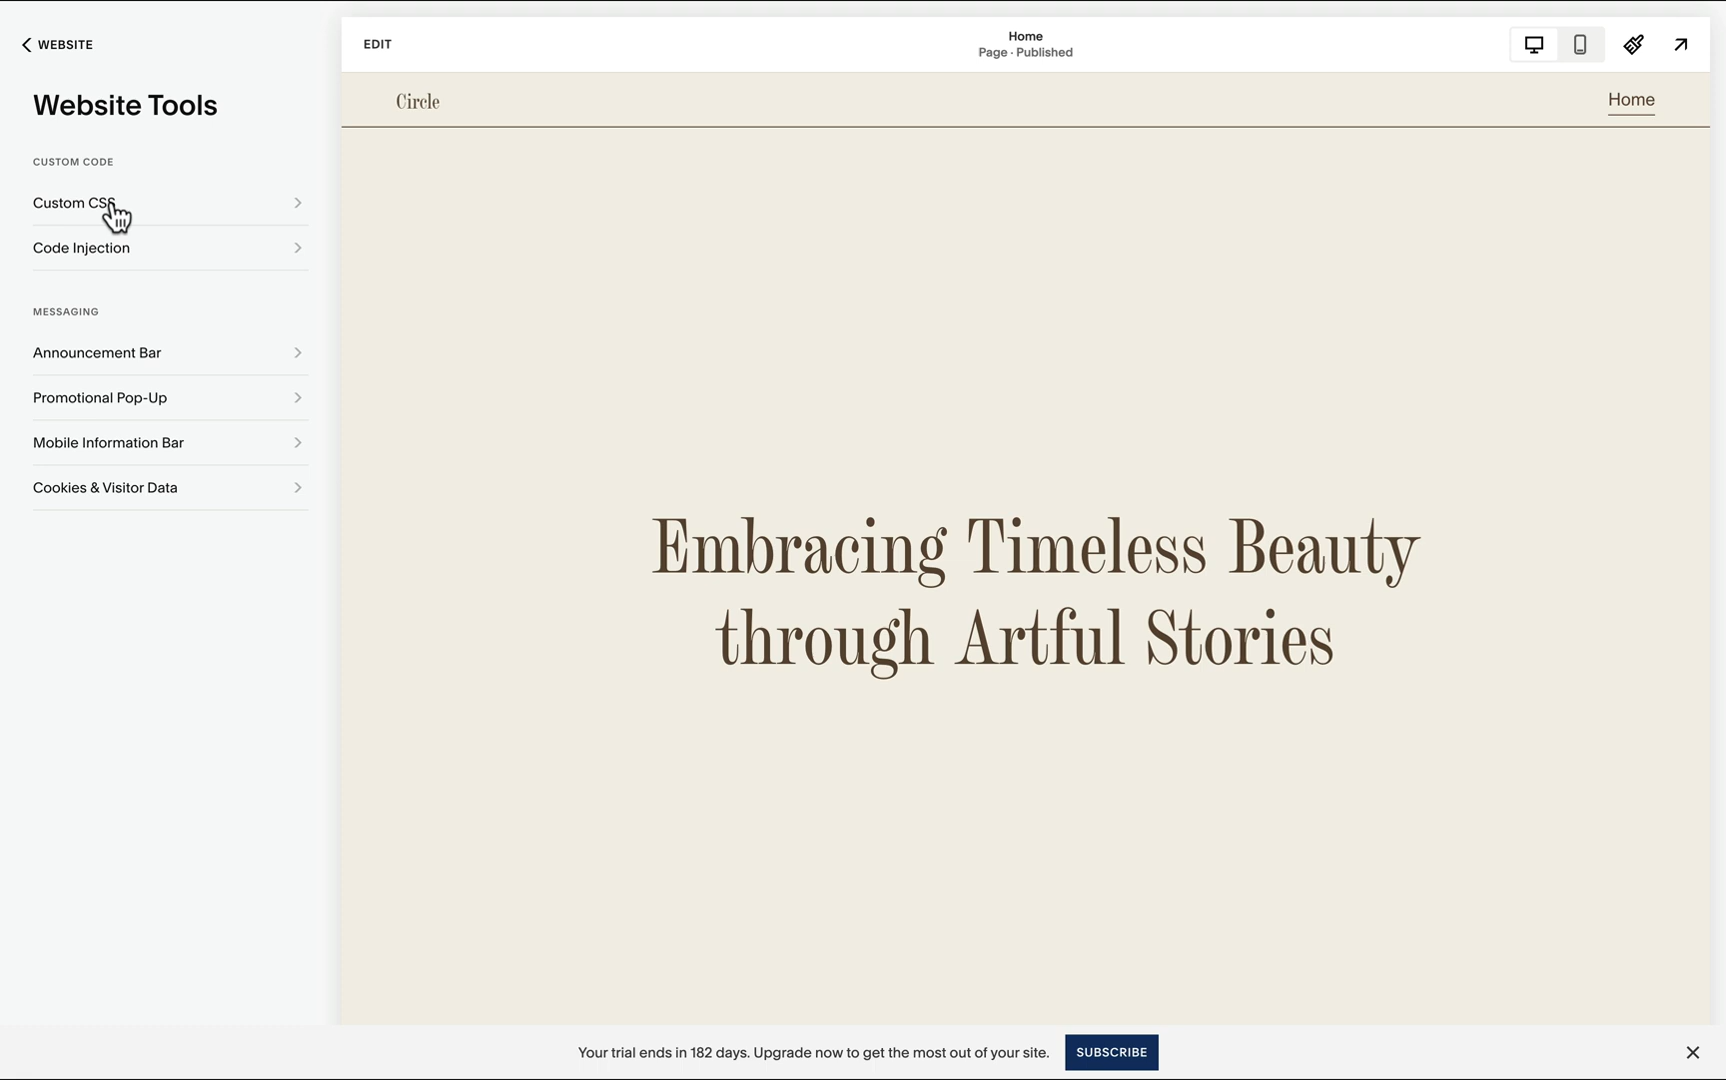 WEBSITE
Website Tools
CUSTOM CODE
Custom CSS
Code Injection
MESSAGING
Announcement Bar
Promotional Pop-Up
Mobile Information Bar
Cookies & Visitor Data
EDIT
Home
Page · Published
Circle
Home
Embracing Timeless Beauty
through Artful Stories
Your trial ends in 182 days. Upgrade now to get the most out of your site.
SUBSCRIBE